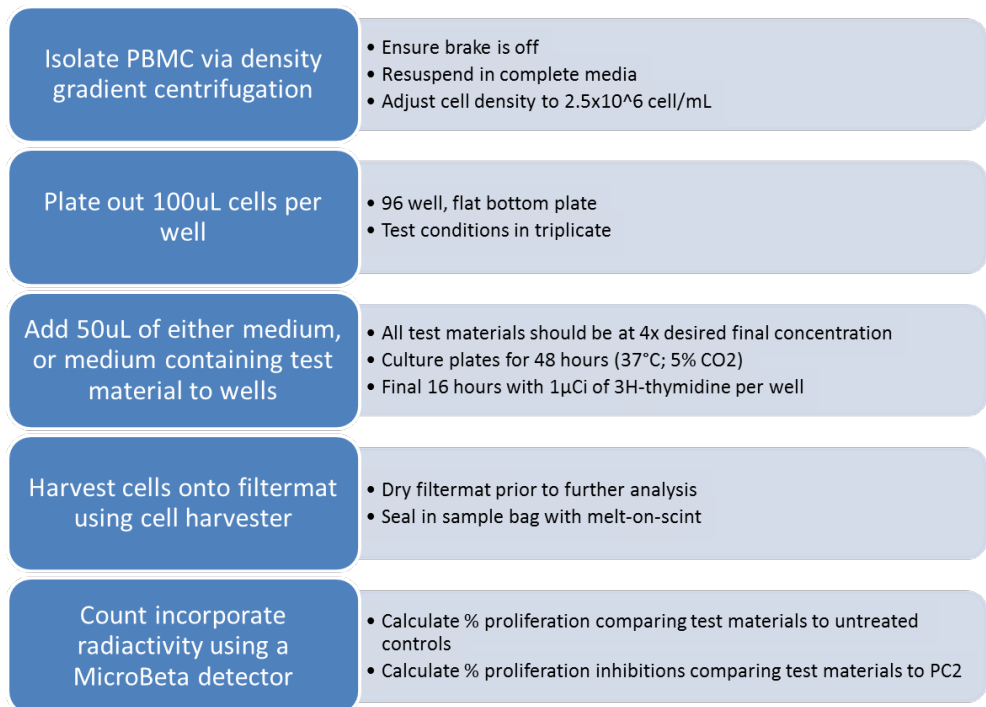 Isolate PBMC via density
gradient centrifugation
• Ensure brake is off
• Resuspend in complete media
• Adjust cell density to 2.5x10^6 cell/mL
Plate out 100uL cells per
well
• 96 well, flat bottom plate
• Test conditions in triplicate
Add 50uL of either medium,
or medium containing test
material to wells
• All test materials should be at 4x desired final concentration
• Culture plates for 48 hours (37°C; 5% CO2)
• Final 16 hours with 1µCi of 3H-thymidine per well
Harvest cells onto filtermat
using cell harvester
• Dry filtermat prior to further analysis
• Seal in sample bag with melt-on-scint
Count incorporate
radiactivity using a
MicroBeta detector
• Calculate % proliferation comparing test materials to untreated
controls
• Calculate % proliferation inhibitions comparing test materials to PC2